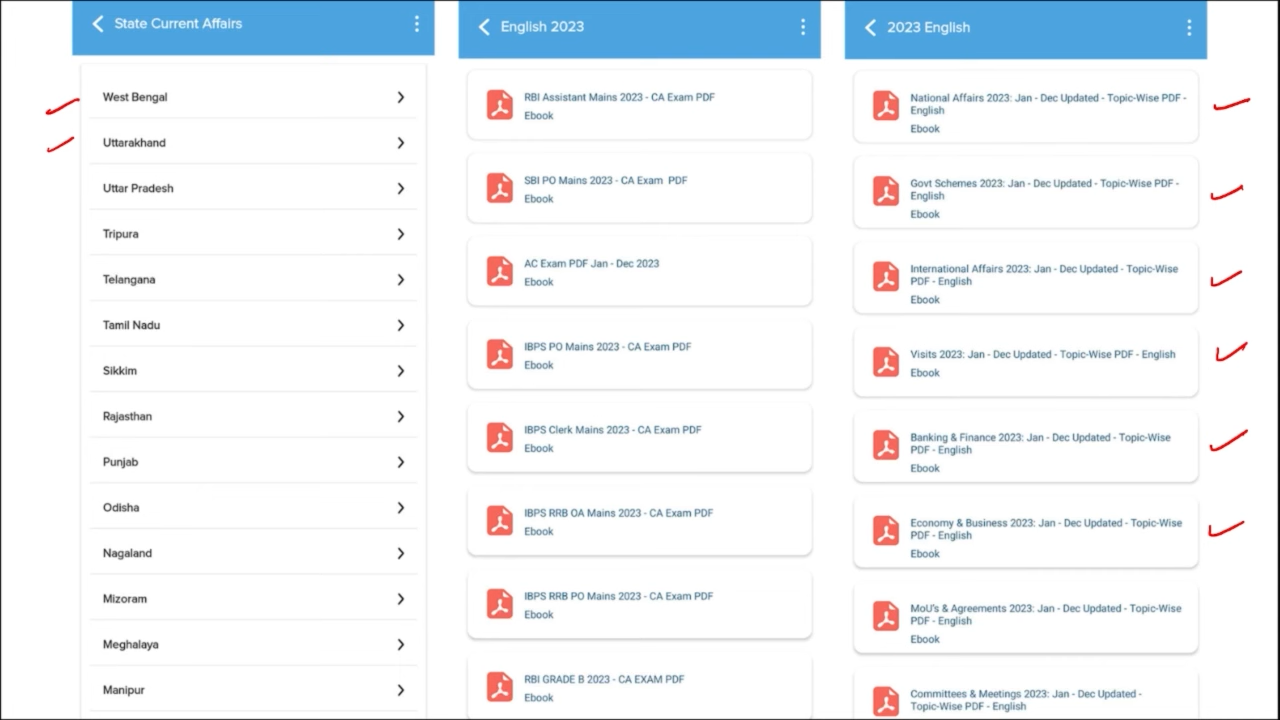 State Current Affairs
West Bengal
Uttarakhand
Uttar Pradesh
Tripura
Telangana
Tamil Nadu
Sikkim
Rajasthan
Punjab
Odisha
Nagaland
Mizoram
Meghalaya
Manipur
English 2023
RBI Assistant Mains 2023 - CA Exam PDF
Ebook
SBI PO Mains 2023 - CA Exam PDF
Ebook
AC Exam PDF Jan - Dec 2023
Ebook
IBPS PO Mains 2023 - CA Exam PDF
Ebook
IBPS Clerk Mains 2023 - CA Exam PDF
Ebook
IBPS RRB OA Mains 2023 - CA Exam PDF
Ebook
IBPS RRB PO Mains 2023 - CA Exam PDF
Ebook
RBI GRADE B 2023 - CA EXAM PDF
Ebook
2023 English
National Affairs 2023: Jan - Dec Updated - Topic-Wise PDF -
English
Ebook
Govt Schemes 2023: Jan - Dec Updated - Topic-Wise PDF -
English
Ebook
International Affairs 2023: Jan - Dec Updated - Topic-Wise
PDF - English
Ebook
Visits 2023: Jan - Dec Updated - Topic-Wise PDF - English
Ebook
Banking & Finance 2023: Jan - Dec Updated - Topic-Wise
PDF - English
Ebook
Economy & Business 2023: Jan - Dec Updated - Topic-Wise
PDF - English
Ebook
MoU's & Agreements 2023: Jan - Dec Updated - Topic-Wise
PDF - English
Ebook
Committees & Meetings 2023: Jan - Dec Updated -
Topic-Wise PDF - English